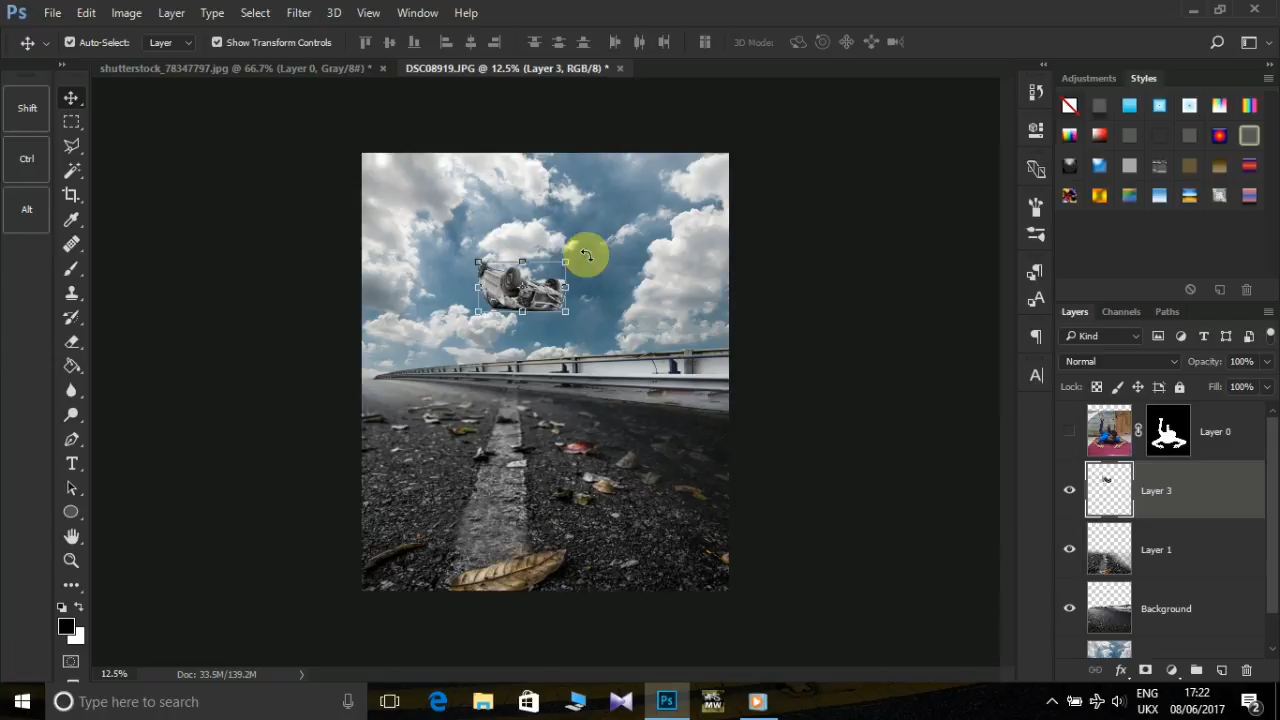 Ps File Edit Image Layer Type Select Filter 3D View Window Help
Auto-Select: Layer Show Transform Controls 3D Mode:
shutterstock_78347797.jpg @ 66.7% (Layer 0, Gray/8#) * × DSC08919.JPG @ 12.5% (Layer 3, RGB/8) * ×
Adjustments Styles
Shift
Ctrl
Alt
Layers Channels Paths
Kind
Normal Opacity: 100%
Lock: Fill: 100%
Layer 0
Layer 3
Layer 1
Background
12.5% Doc: 33.5M/139.2M
Type here to search
Ps
MW
ENG
UKX
17:22
08/06/2017
2